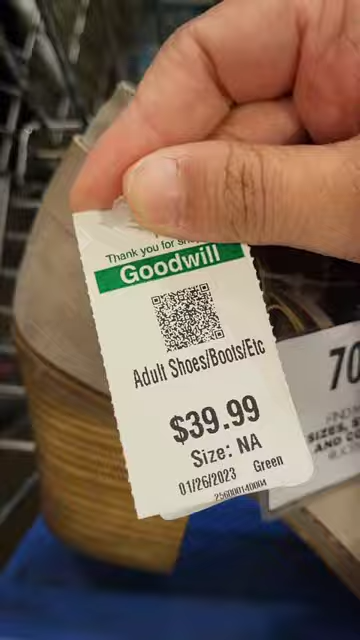 Thank you for
Goodwill
Adult Shoes/Boots/Etc
$39.99
Size: NA
01/26/2023 Green
256000140004
70
SIZES, S
AND C